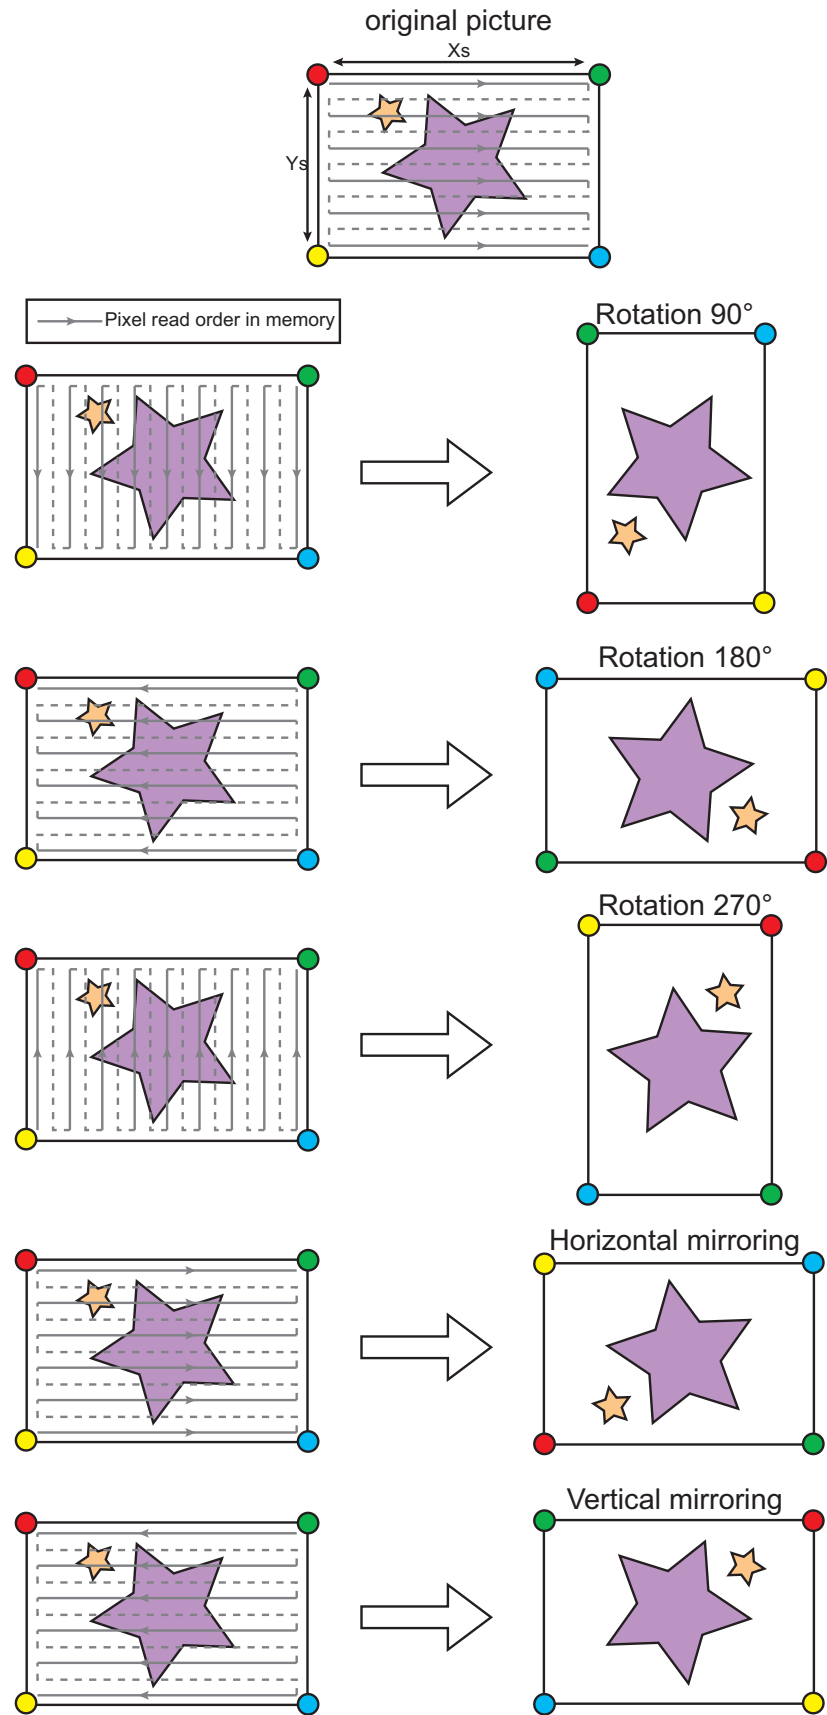 original picture
Xs
Ys
Pixel read order in memory
Rotation 90°
Rotation 180°
Rotation 270°
Horizontal mirroring
Vertical mirroring